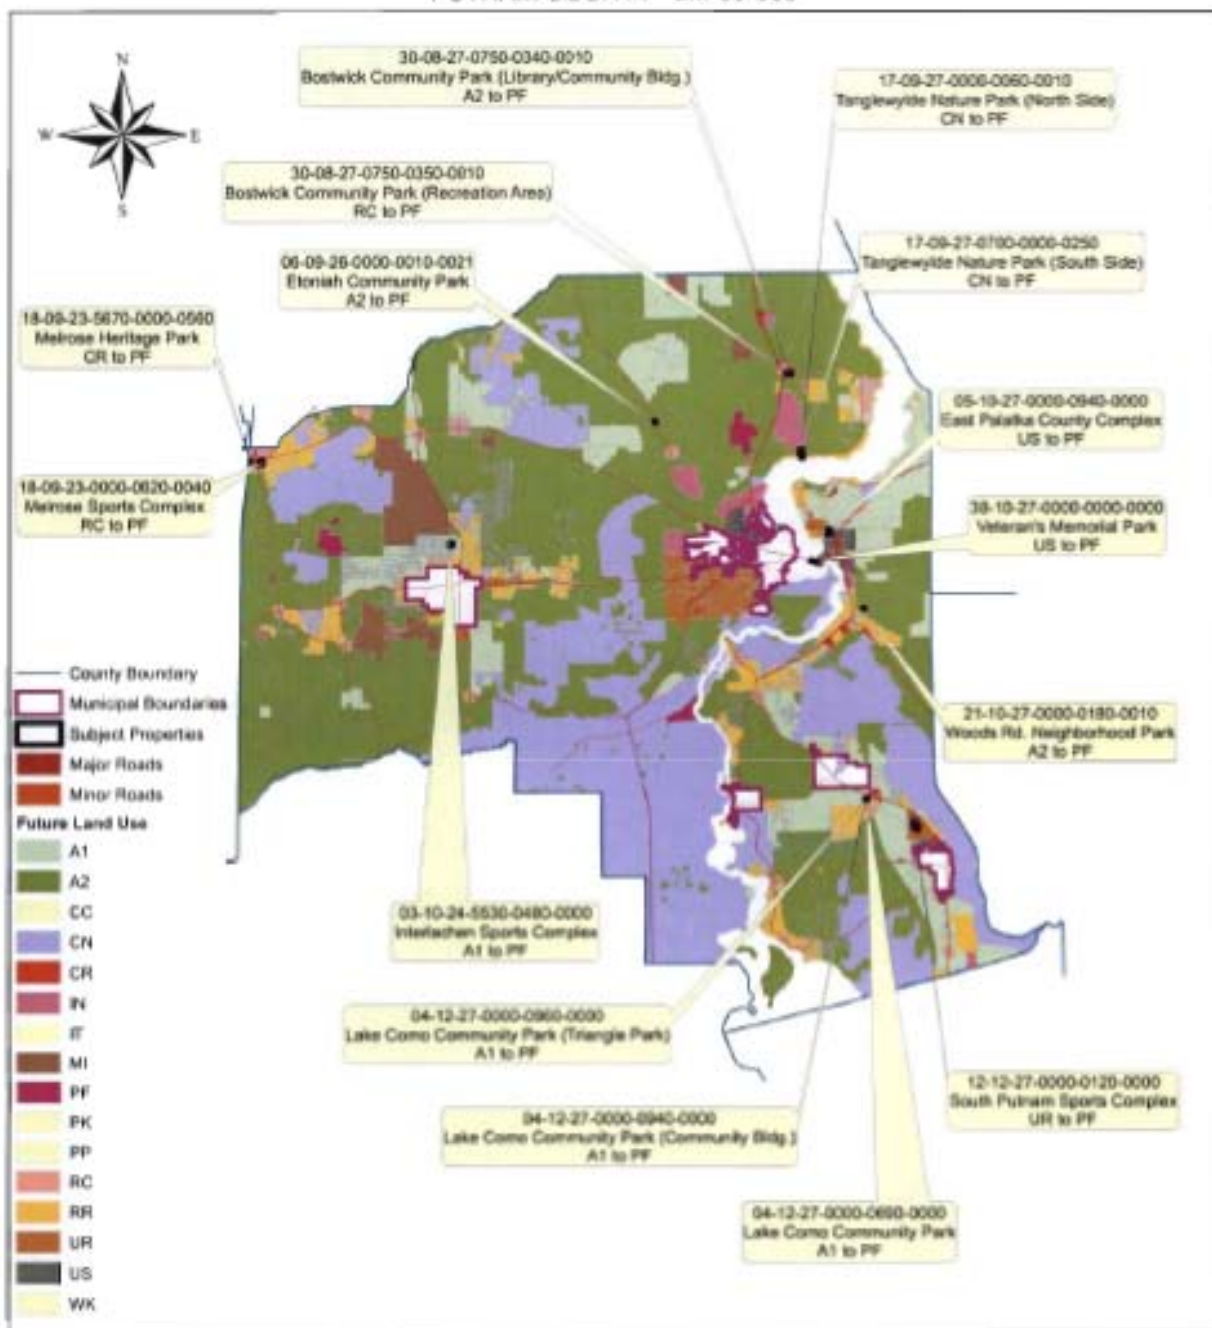 N
W
E
S
30-08-27-0750-0340-0010
Bostwick Community Park (Library/Community Bldg.)
A2 to PF
17-09-27-0000-0060-0010
Tanglewylde Nature Park (North Side)
CN to PF
30-08-27-0750-0350-0010
Bostwick Community Park (Recreation Area)
RC to PF
17-09-27-0700-0000-0250
Tanglewylde Nature Park (South Side)
CN to PF
06-09-26-0000-0010-0021
Etoniah Community Park
A2 to PF
18-09-23-5670-0000-0560
Melrose Heritage Park
CR to PF
05-10-27-0000-0940-0000
East Palatka County Complex
US to PF
18-09-23-0000-0620-0040
Melrose Sports Complex
RC to PF
38-10-27-0000-0000-0000
Veteran's Memorial Park
US to PF
21-10-27-0000-0180-0010
Woods Rd. Neighborhood Park
A2 to PF
County Boundary
Municipal Boundaries
Subject Properties
Major Roads
Minor Roads
Future Land Use
A1
A2
CC
CN
CR
IN
IT
MI
PF
PK
PP
RC
RR
UR
US
WK
03-10-24-5530-0480-0000
Interlachen Sports Complex
A1 to PF
04-12-27-0000-0960-0000
Lake Como Community Park (Triangle Park)
A1 to PF
04-12-27-0000-0940-0000
Lake Como Community Park (Community Bldg.)
A1 to PF
12-12-27-0000-0120-0000
South Putnam Sports Complex
UR to PF
04-12-27-0000-0690-0000
Lake Como Community Park
A1 to PF